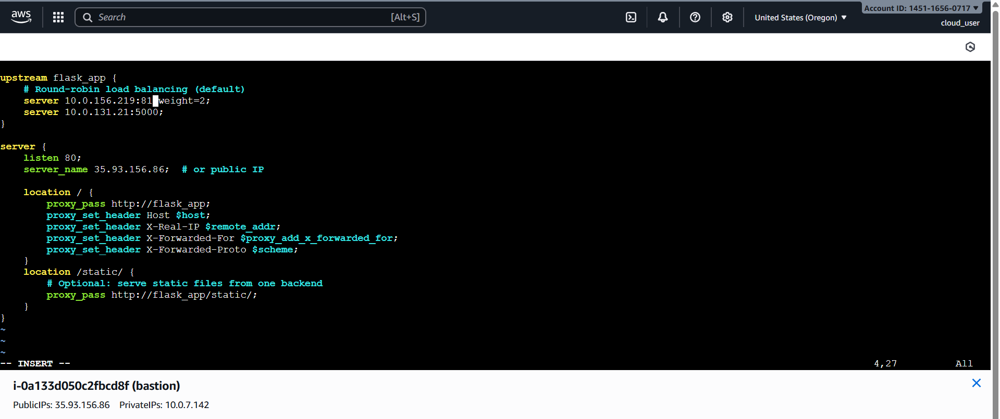 aws
Search [Alt+S]
United States (Oregon) ▼
Account ID: 1451-1656-0717 ▼
cloud_user
upstream flask_app {
    # Round-robin load balancing (default)
    server 10.0.156.219:81 weight=2;
    server 10.0.131.21:5000;
}
server {
    listen 80;
    server_name 35.93.156.86;  # or public IP
    location / {
        proxy_pass http://flask_app;
        proxy_set_header Host $host;
        proxy_set_header X-Real-IP $remote_addr;
        proxy_set_header X-Forwarded-For $proxy_add_x_forwarded_for;
        proxy_set_header X-Forwarded-Proto $scheme;
    }
    location /static/ {
        # Optional: serve static files from one backend
        proxy_pass http://flask_app/static/;
    }
}
~
~
~
-- INSERT -- 4,27 All
i-0a133d050c2fbcd8f (bastion)
PublicIPs: 35.93.156.86 PrivateIPs: 10.0.7.142